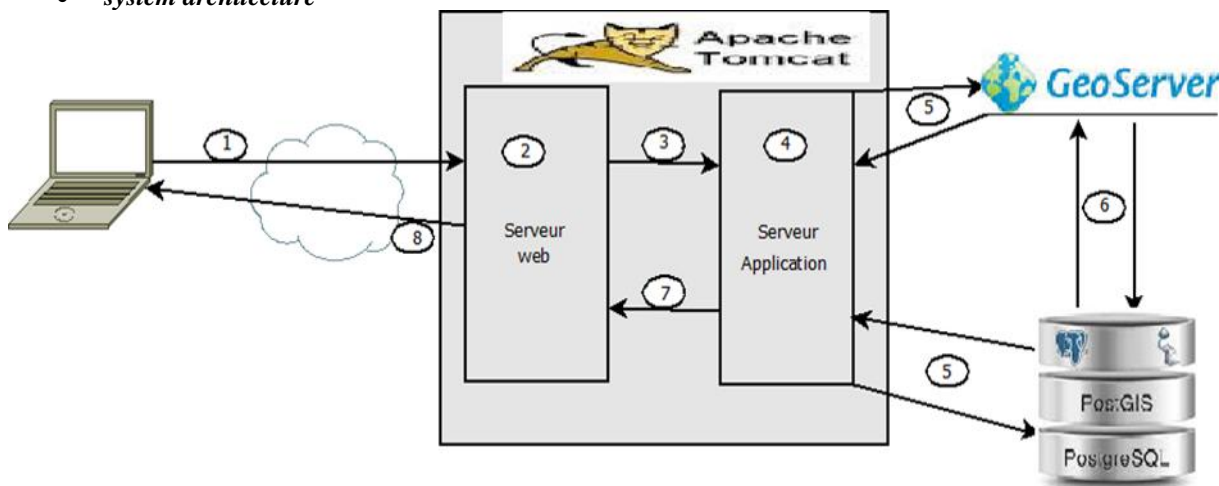 system architecture
Apache
Tomcat
GeoServer
1
2
3
4
5
6
8
Serveur
web
Serveur
Application
7
5
PostGIS
PostgreSQL